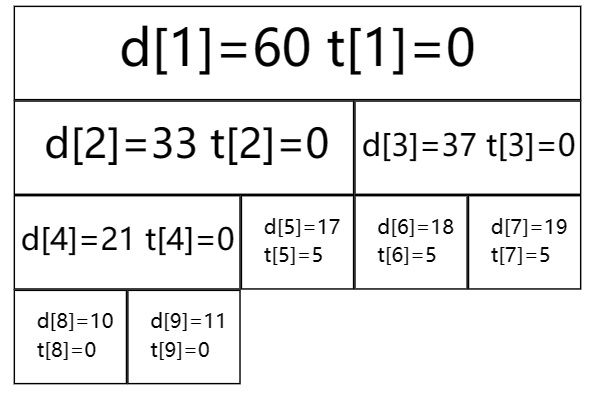 d[1]=60 t[1]=0
d[2]=33 t[2]=0
d[3]=37 t[3]=0
d[4]=21 t[4]=0
d[5]=17
t[5]=5
d[6]=18
t[6]=5
d[7]=19
t[7]=5
d[8]=10
t[8]=0
d[9]=11
t[9]=0